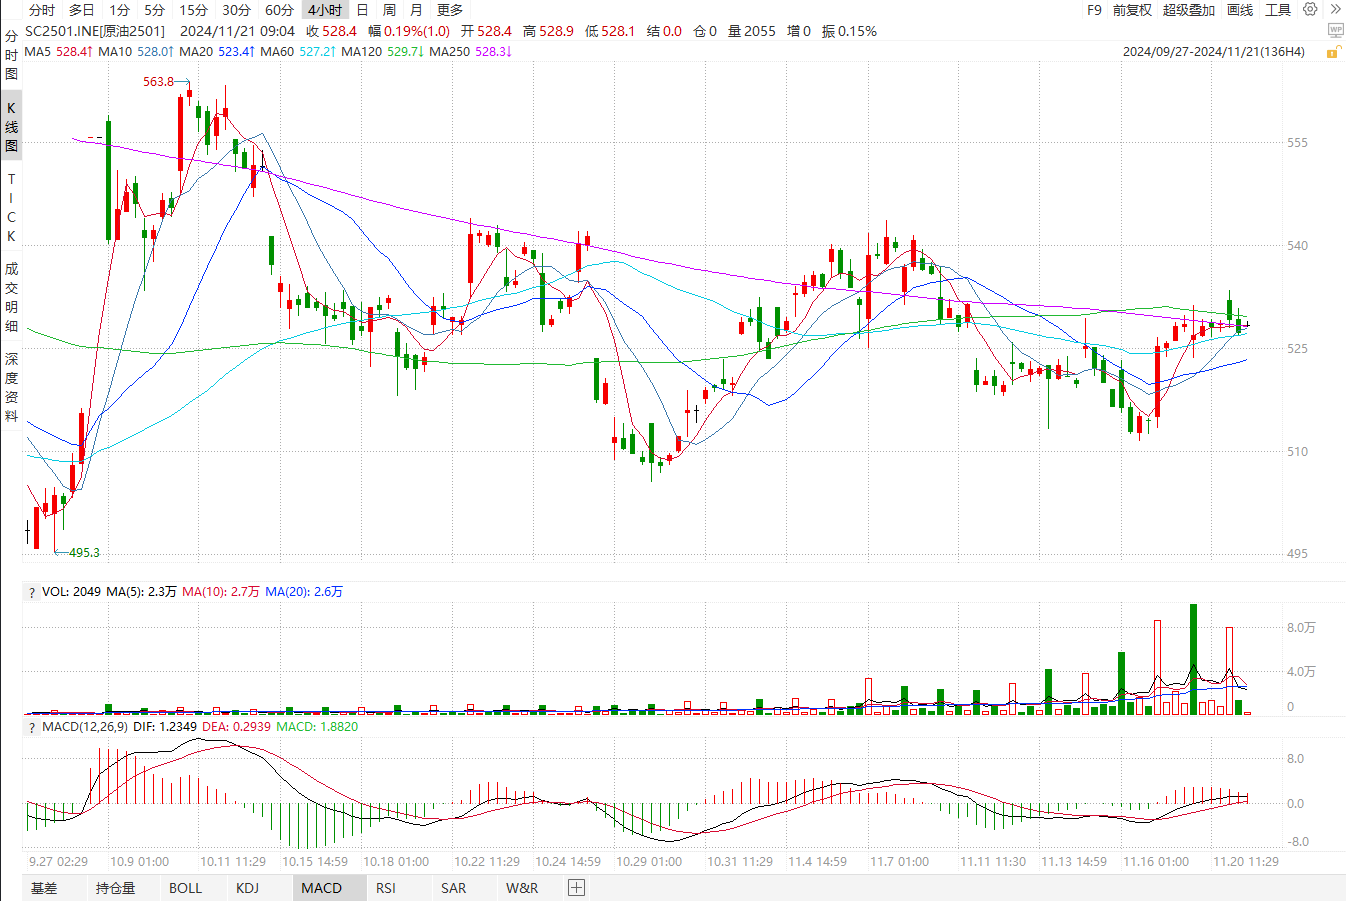 分时 多日 1分 5分 15分 30分 60分 4小时 日 周 月 更多 F9 前复权 超级叠加 画线 工具
SC2501.INE[原油2501] 2024/11/21 09:04 收 528.4 幅 0.19%(1.0) 开 528.4 高 528.9 低 528.1 结 0.0 仓 0 量 2055 增 0 振 0.15% WP
MA5 528.4↑ MA10 528.0↑ MA20 523.4↑ MA60 527.2↑ MA120 529.7↓ MA250 528.3↓ 2024/09/27-2024/11/21(136H4)
分时图
K线图
TICK
成交明细
深度资料
563.8
555
540
525
510
495.3
495
? VOL: 2049 MA(5): 2.3万 MA(10): 2.7万 MA(20): 2.6万
8.0万
4.0万
0
? MACD(12,26,9) DIF: 1.2349 DEA: 0.2939 MACD: 1.8820
8.0
0.0
-8.0
9.27 02:29 10.9 01:00 10.11 11:29 10.15 14:59 10.18 01:00 10.22 11:29 10.24 14:59 10.29 01:00 10.31 11:29 11.4 14:59 11.7 01:00 11.11 11:30 11.13 14:59 11.16 01:00 11.20 11:29
基差 持仓量 BOLL KDJ MACD RSI SAR W&R